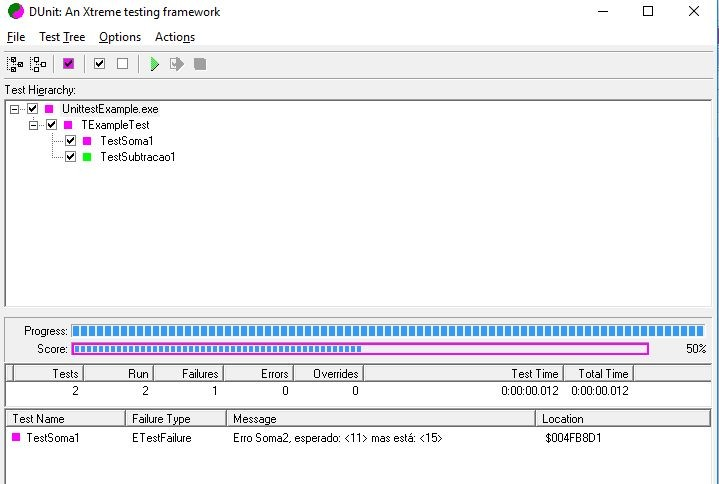 DUnit: An Xtreme testing framework
File Test Tree Options Actions
Test Hierarchy:
UnittestExample.exe
TExampleTest
TestSoma1
TestSubtracao1
Progress:
Score: 50%
Tests Run Failures Errors Overrides Test Time Total Time
2 2 1 0 0 0:00:00.012 0:00:00.012
Test Name Failure Type Message Location
TestSoma1 ETestFailure Erro Soma2, esperado: <11> mas está: <15> $004FB8D1